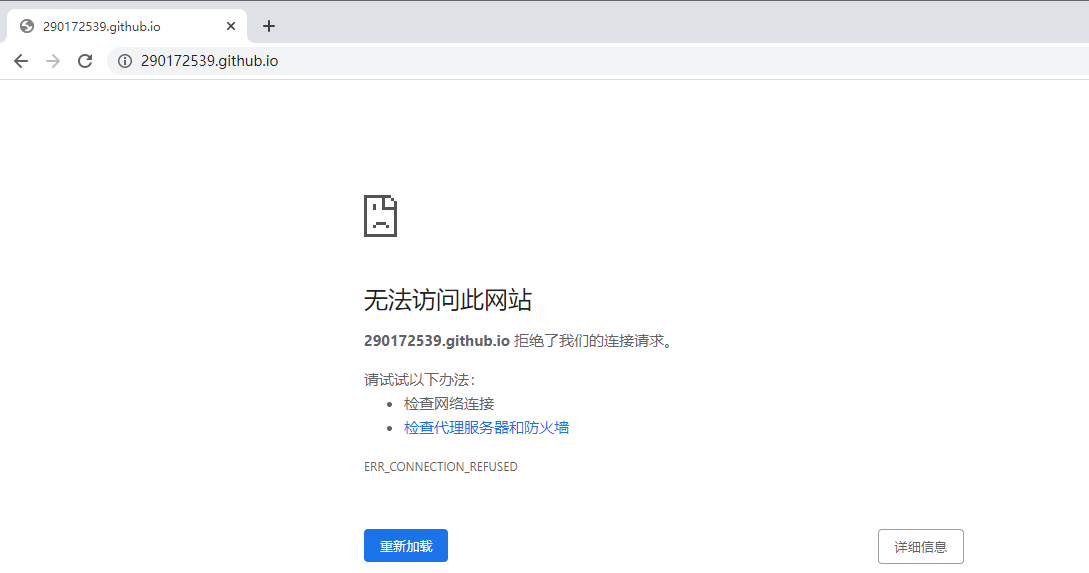 290172539.github.io
290172539.github.io
无法访问此网站
290172539.github.io 拒绝了我们的连接请求。
请试试以下办法：
检查网络连接
检查代理服务器和防火墙
ERR_CONNECTION_REFUSED
重新加载
详细信息